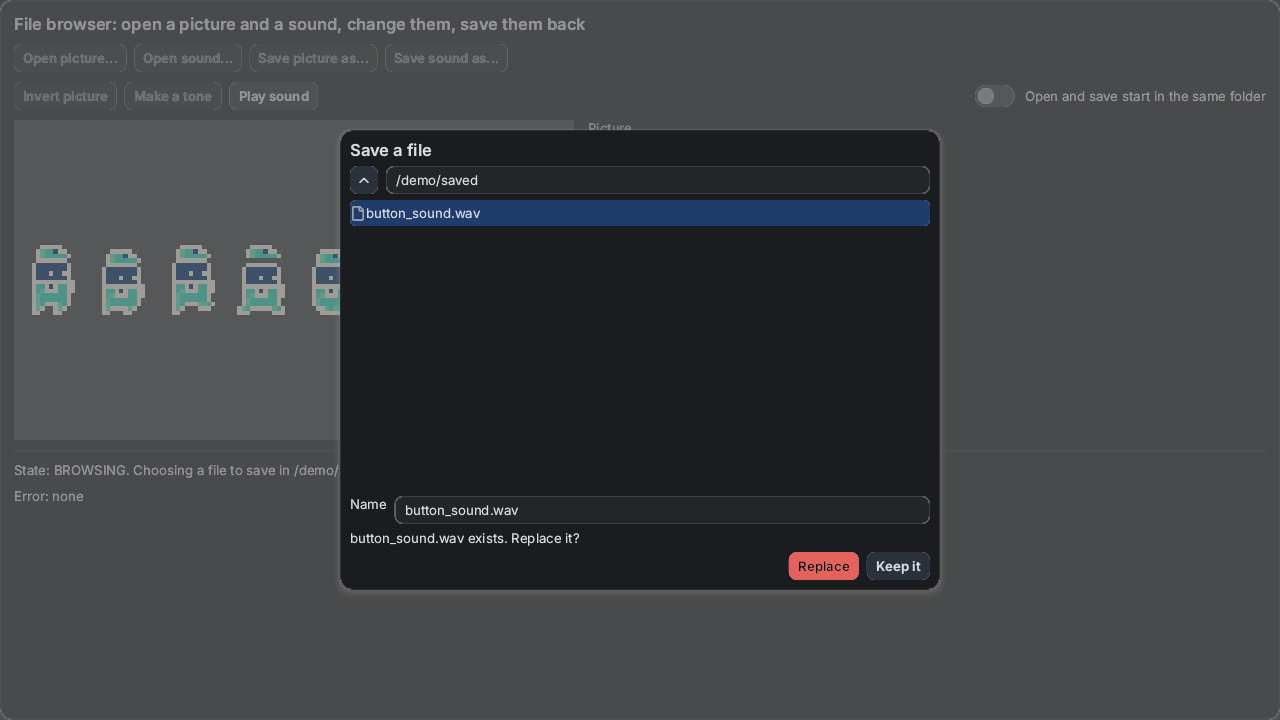 File browser: open a picture and a sound, change them, save them back
Open picture... Open sound... Save picture as... Save sound as...
Invert picture Make a tone Play sound Open and save start in the same folder
Picture
Save a file
/demo/saved
button_sound.wav
Name button_sound.wav
button_sound.wav exists. Replace it?
Replace Keep it
State: BROWSING. Choosing a file to save in /demo/
Error: none